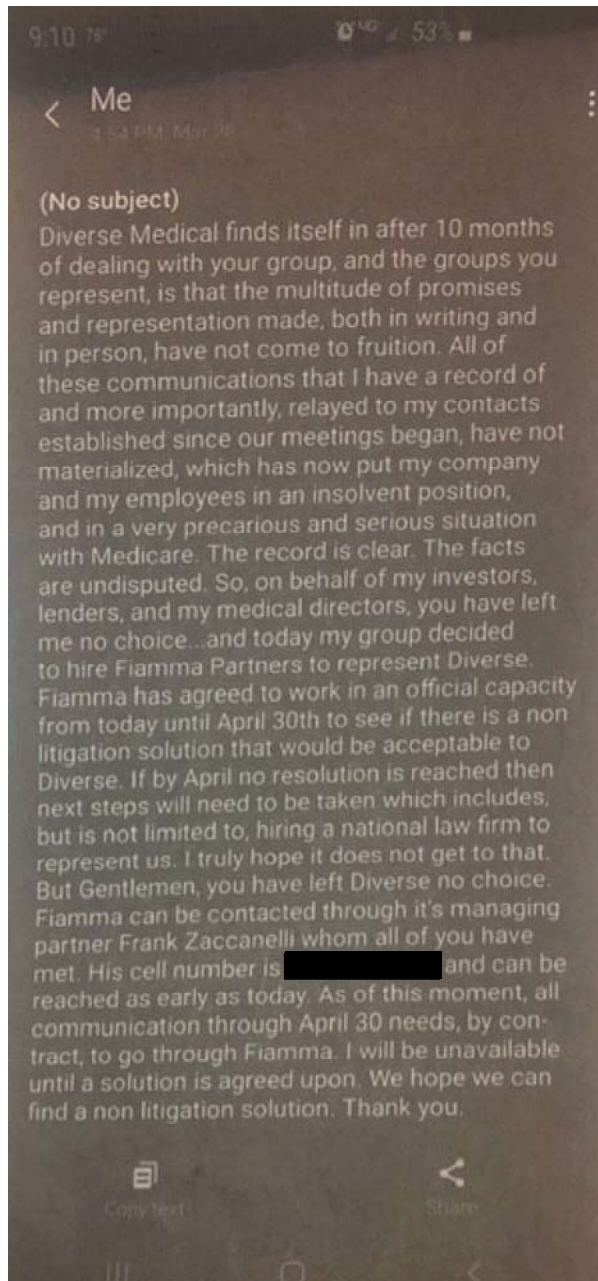 9:10 76° 4G 53%
Me
4:54 PM, Mar 28
(No subject)
Diverse Medical finds itself in after 10 months
of dealing with your group, and the groups you
represent, is that the multitude of promises
and representation made, both in writing and
in person, have not come to fruition. All of
these communications that I have a record of
and more importantly, relayed to my contacts
established since our meetings began, have not
materialized, which has now put my company
and my employees in an insolvent position,
and in a very precarious and serious situation
with Medicare. The record is clear. The facts
are undisputed. So, on behalf of my investors,
lenders, and my medical directors, you have left
me no choice...and today my group decided
to hire Fiamma Partners to represent Diverse.
Fiamma has agreed to work in an official capacity
from today until April 30th to see if there is a non
litigation solution that would be acceptable to
Diverse. If by April no resolution is reached then
next steps will need to be taken which includes,
but is not limited to, hiring a national law firm to
represent us. I truly hope it does not get to that.
But Gentlemen, you have left Diverse no choice.
Fiamma can be contacted through it's managing
partner Frank Zaccanelli whom all of you have
met. His cell number is and can be
reached as early as today. As of this moment, all
communication through April 30 needs, by con-
tract, to go through Fiamma. I will be unavailable
until a solution is agreed upon. We hope we can
find a non litigation solution. Thank you.
Copy text
Share